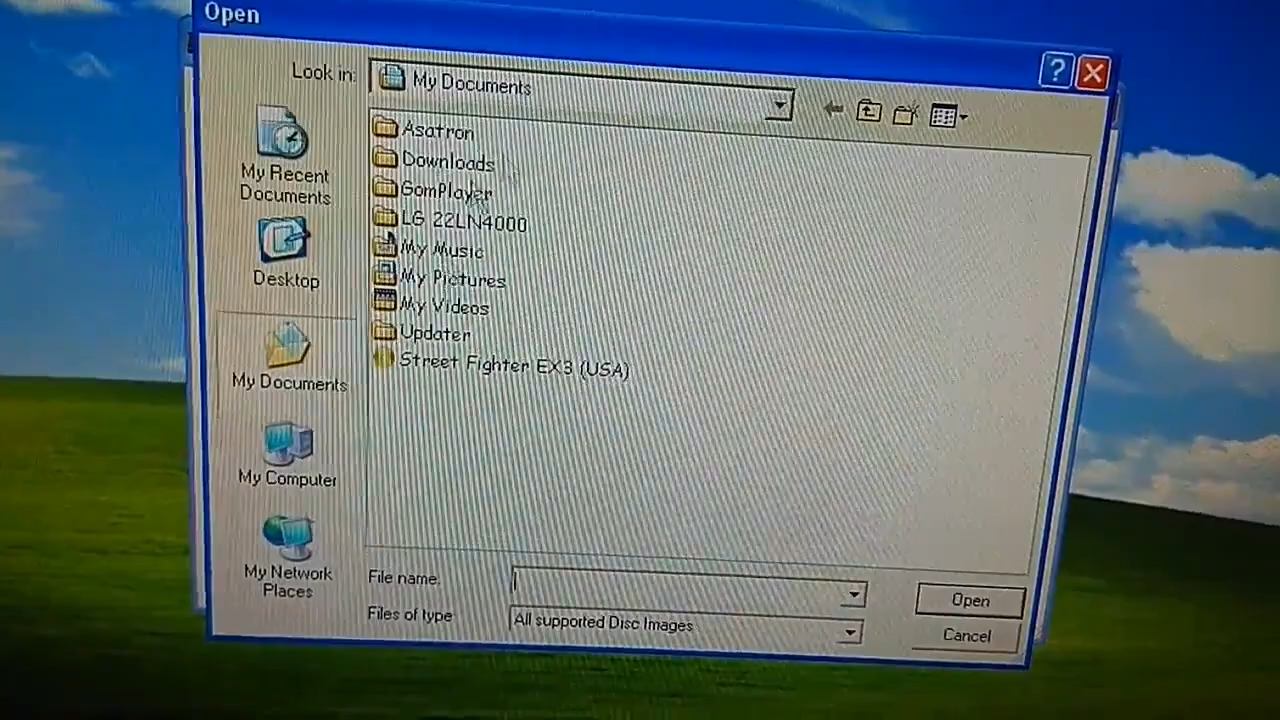 Open
Look in:
My Documents
My Recent
Documents
Desktop
My Documents
My Computer
My Network
Places
Asatron
Downloads
GomPlayer
LG 22LN4000
My Music
My Pictures
My Videos
Updater
Street Fighter EX3 (USA)
File name:
Open
Files of type
All supported Disc Images
Cancel